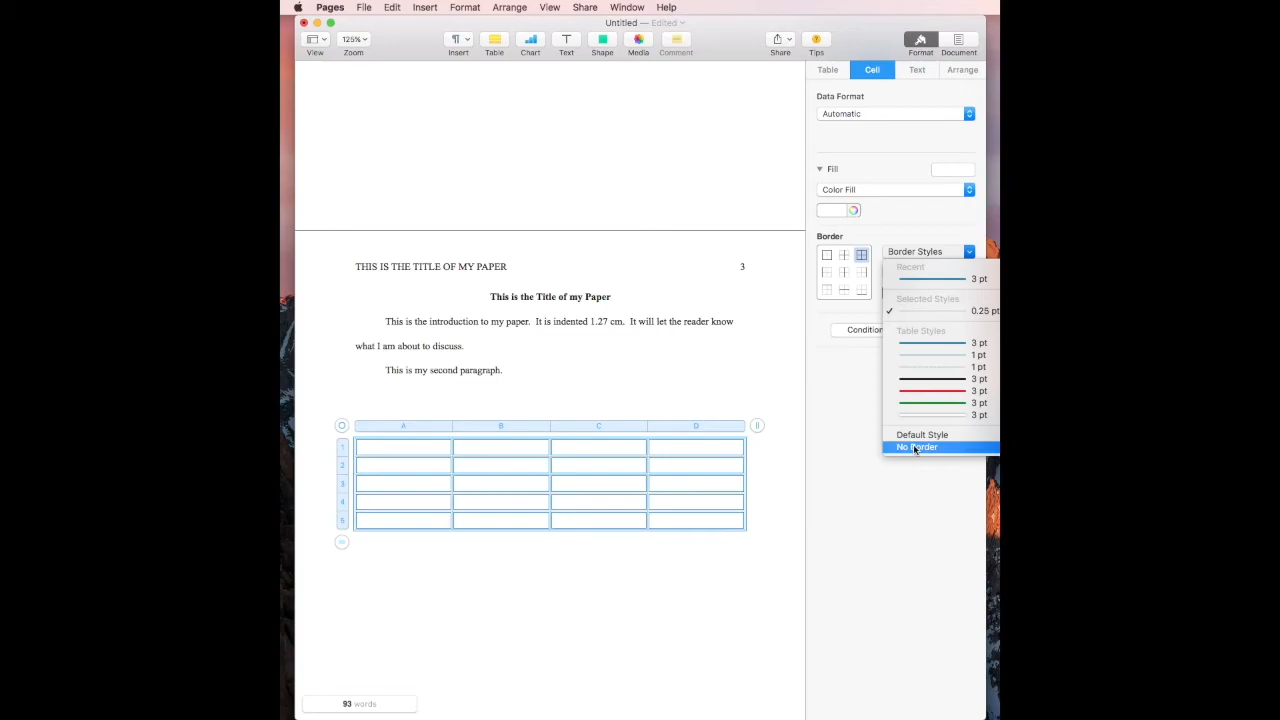 Pages File Edit Insert Format Arrange View Share Window Help
Untitled — Edited
125%
View Zoom Insert Table Chart Text Shape Media Comment Share Tips Format Document
Table Cell Text Arrange
Data Format
Automatic
Fill
Color Fill
Border
Border Styles
Recent
3 pt
Selected Styles
0.25 pt
Conditio
Table Styles
3 pt
1 pt
1 pt
3 pt
3 pt
3 pt
3 pt
Default Style
No Border
THIS IS THE TITLE OF MY PAPER 3
This is the Title of my Paper
This is the introduction to my paper. It is indented 1.27 cm. It will let the reader know
what I am about to discuss.
This is my second paragraph.
A B C D
1
2
3
4
5
93 words